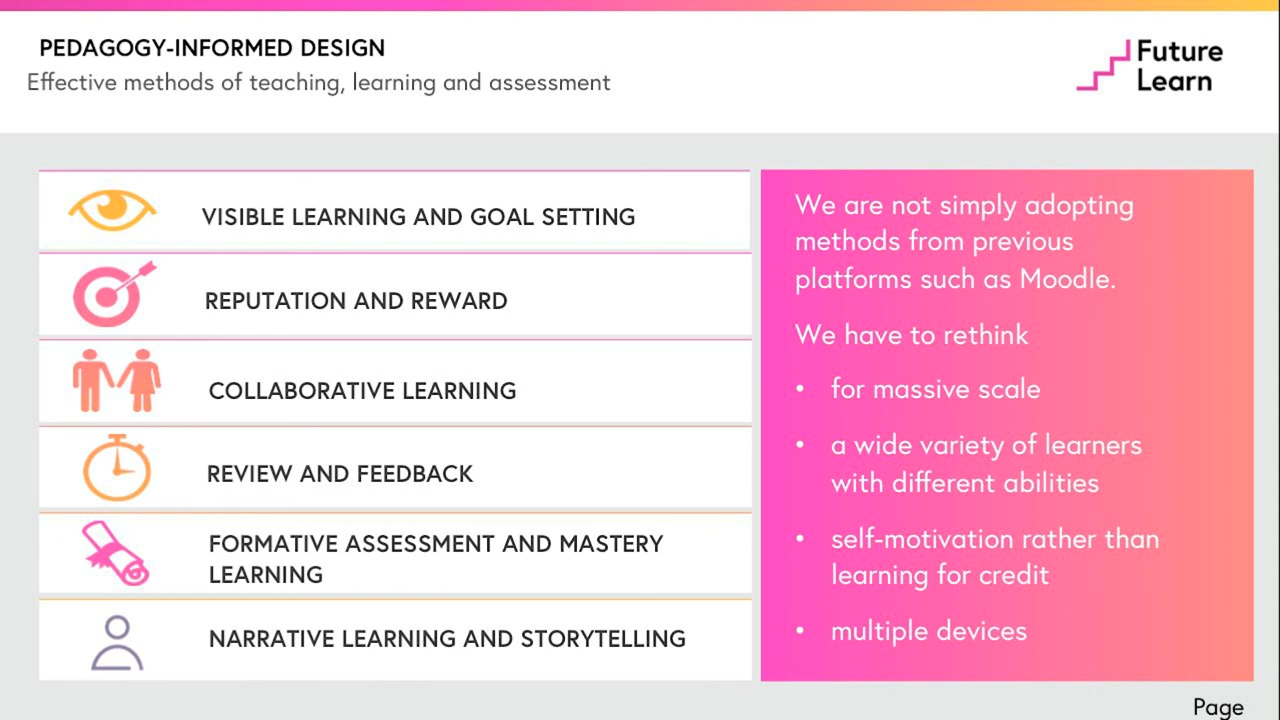 PEDAGOGY-INFORMED DESIGN
Effective methods of teaching, learning and assessment
Future
Learn
VISIBLE LEARNING AND GOAL SETTING
REPUTATION AND REWARD
COLLABORATIVE LEARNING
REVIEW AND FEEDBACK
FORMATIVE ASSESSMENT AND MASTERY
LEARNING
NARRATIVE LEARNING AND STORYTELLING
We are not simply adopting
methods from previous
platforms such as Moodle.
We have to rethink
• for massive scale
• a wide variety of learners
with different abilities
• self-motivation rather than
learning for credit
• multiple devices
Page